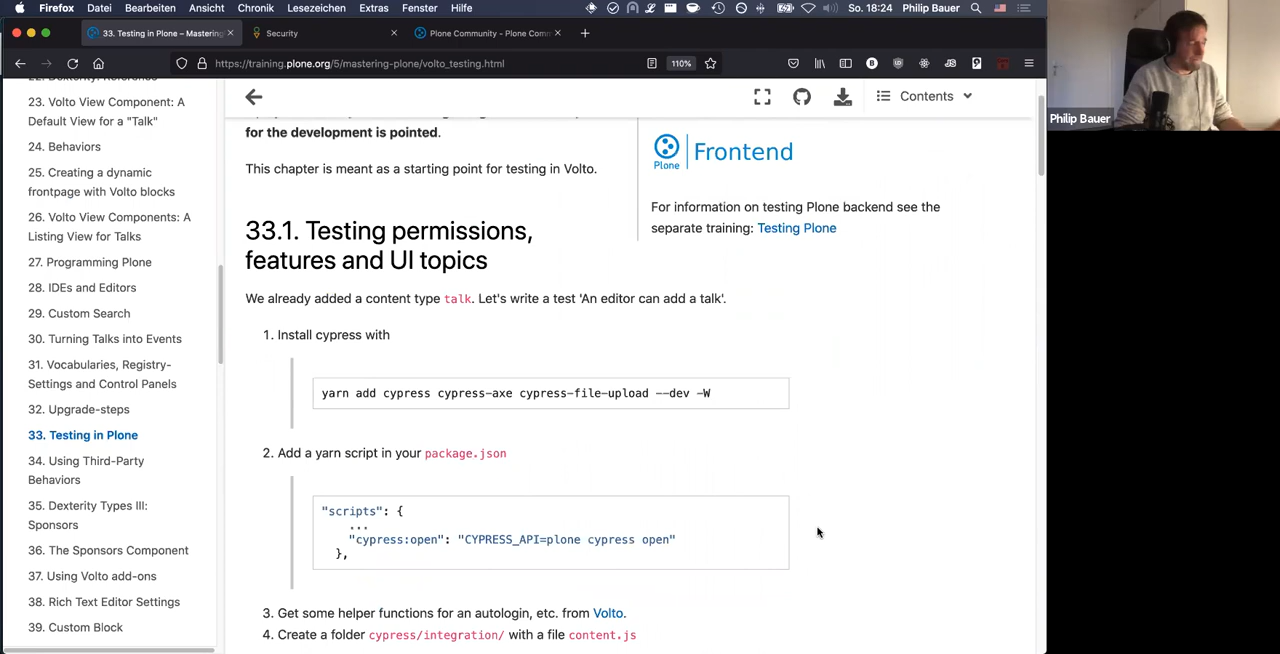 Firefox Datei Bearbeiten Ansicht Chronik Lesezeichen Extras Fenster Hilfe So. 18:24 Philip Bauer
33. Testing in Plone – Mastering Security Plone Community - Plone Com
https://training.plone.org/5/mastering-plone/volto_testing.html 110%
Contents
23. Volto View Component: A
Default View for a "Talk"
24. Behaviors
25. Creating a dynamic
frontpage with Volto blocks
26. Volto View Components: A
Listing View for Talks
27. Programming Plone
28. IDEs and Editors
29. Custom Search
30. Turning Talks into Events
31. Vocabularies, Registry-
Settings and Control Panels
32. Upgrade-steps
33. Testing in Plone
34. Using Third-Party
Behaviors
35. Dexterity Types III:
Sponsors
36. The Sponsors Component
37. Using Volto add-ons
38. Rich Text Editor Settings
39. Custom Block
for the development is pointed.
This chapter is meant as a starting point for testing in Volto.
Plone Frontend
For information on testing Plone backend see the
separate training: Testing Plone
33.1. Testing permissions,
features and UI topics
We already added a content type talk. Let's write a test 'An editor can add a talk'.
1. Install cypress with
yarn add cypress cypress-axe cypress-file-upload --dev -W
2. Add a yarn script in your package.json
"scripts": {
...
"cypress:open": "CYPRESS_API=plone cypress open"
},
3. Get some helper functions for an autologin, etc. from Volto.
4. Create a folder cypress/integration/ with a file content.js
Philip Bauer